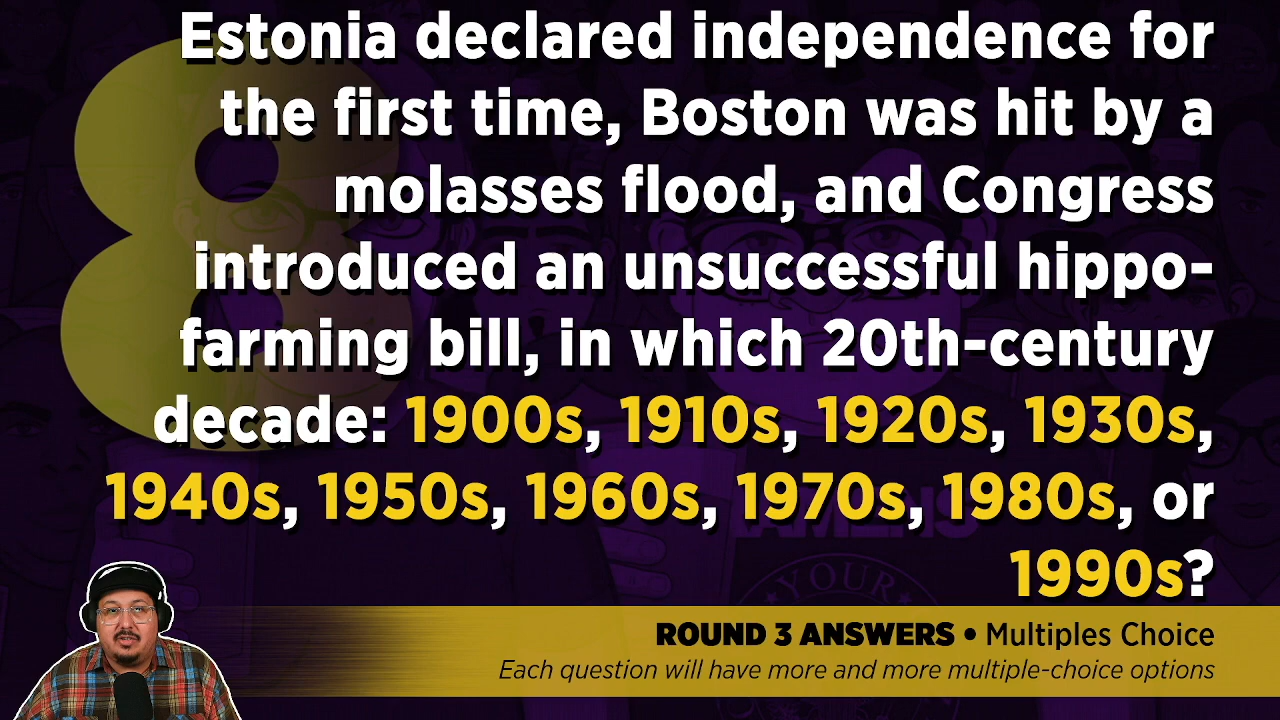 8
Estonia declared independence for
the first time, Boston was hit by a
molasses flood, and Congress
introduced an unsuccessful hippo-
farming bill, in which 20th-century
decade: 1900s, 1910s, 1920s, 1930s,
1940s, 1950s, 1960s, 1970s, 1980s, or
1990s?
YOUR
ROUND 3 ANSWERS • Multiples Choice
Each question will have more and more multiple-choice options